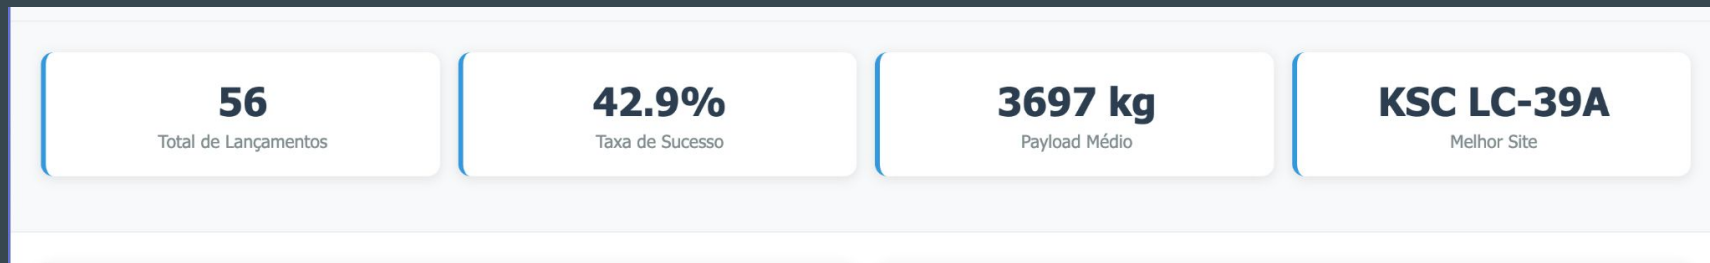 56
Total de Lançamentos
42.9%
Taxa de Sucesso
3697 kg
Payload Médio
KSC LC-39A
Melhor Site